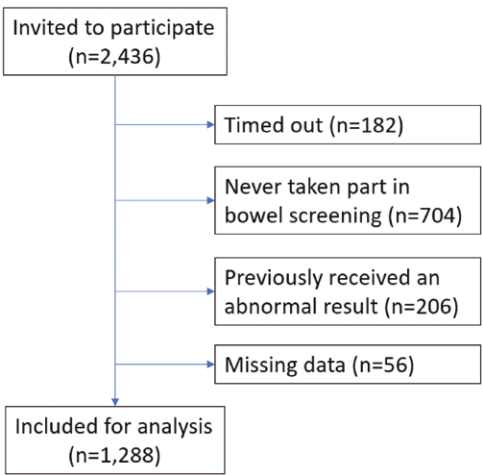 Invited to participate
(n=2,436)
Timed out (n=182)
Never taken part in
bowel screening (n=704)
Previously received an
abnormal result (n=206)
Missing data (n=56)
Included for analysis
(n=1,288)